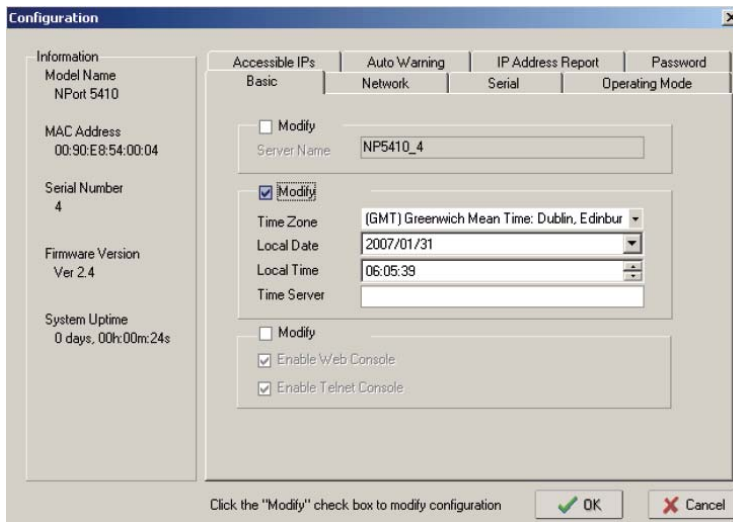 Configuration
Information
Model Name
NPort 5410
MAC Address
00:90:E8:54:00:04
Serial Number
4
Firmware Version
Ver 2.4
System Uptime
0 days, 00h:00m:24s
Accessible IPs
Auto Warning
IP Address Report
Password
Basic
Network
Serial
Operating Mode
Modify
Server Name
NP5410_4
Modify
Time Zone
(GMT) Greenwich Mean Time: Dublin, Edinbur
Local Date
2007/01/31
Local Time
06:05:39
Time Server
Modify
Enable Web Console
Enable Telnet Console
Click the "Modify" check box to modify configuration
OK
Cancel